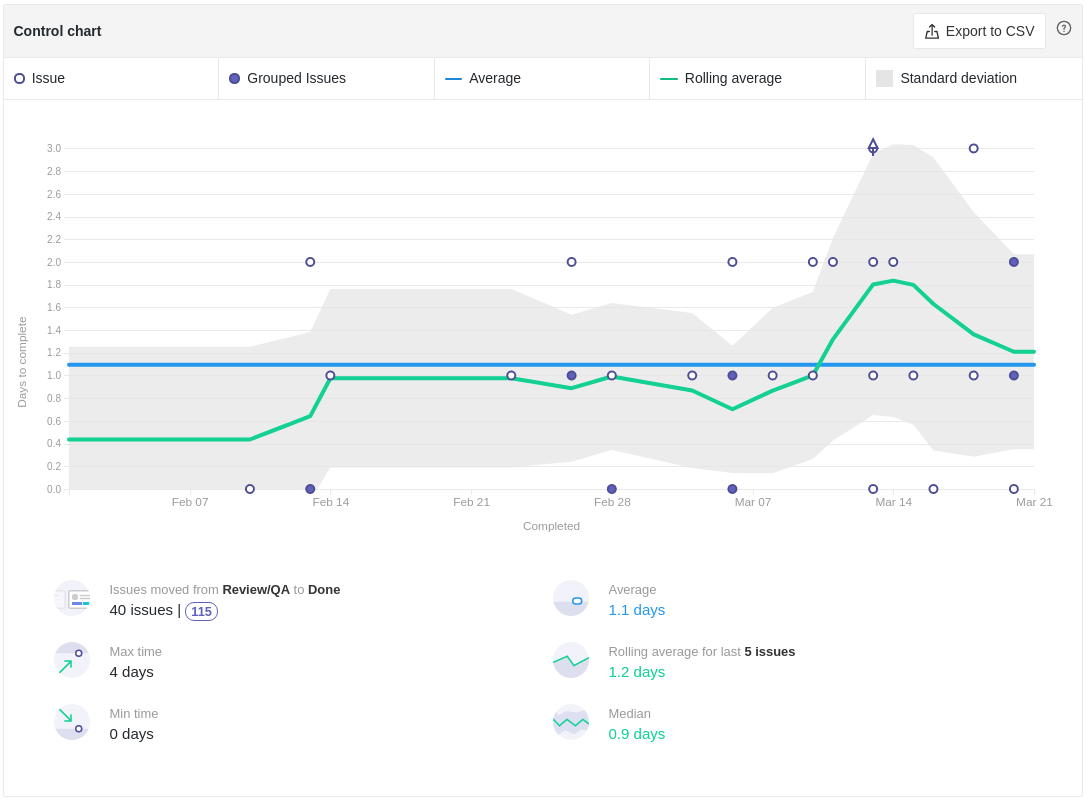 Control chart
Export to CSV
Issue
Grouped Issues
Average
Rolling average
Standard deviation
3.0
2.8
2.6
2.4
2.2
2.0
1.8
1.6
1.4
1.2
1.0
0.8
0.6
0.4
0.2
0.0
Days to complete
Feb 07
Feb 14
Feb 21
Feb 28
Mar 07
Mar 14
Mar 21
Completed
Issues moved from Review/QA to Done
40 issues | 115
Average
1.1 days
Max time
4 days
Rolling average for last 5 issues
1.2 days
Min time
0 days
Median
0.9 days